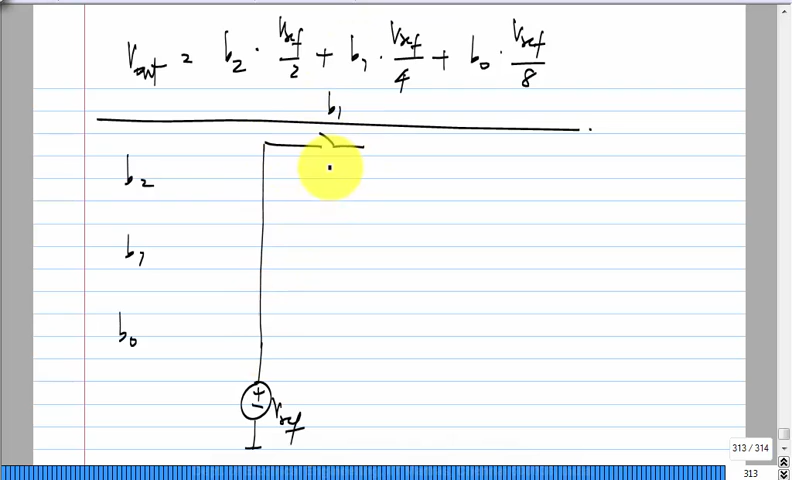 Vout = b2 · Vref/2 + b1 · Vref/4 + b0 · Vref/8
b1
b2
b1
b0
+
−
Vref
313 / 314
313